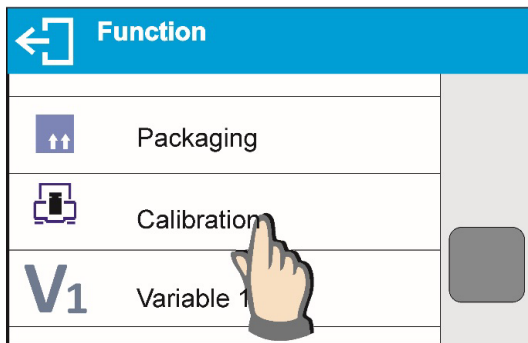 Function
Packaging
Calibration
V1
Variable 1